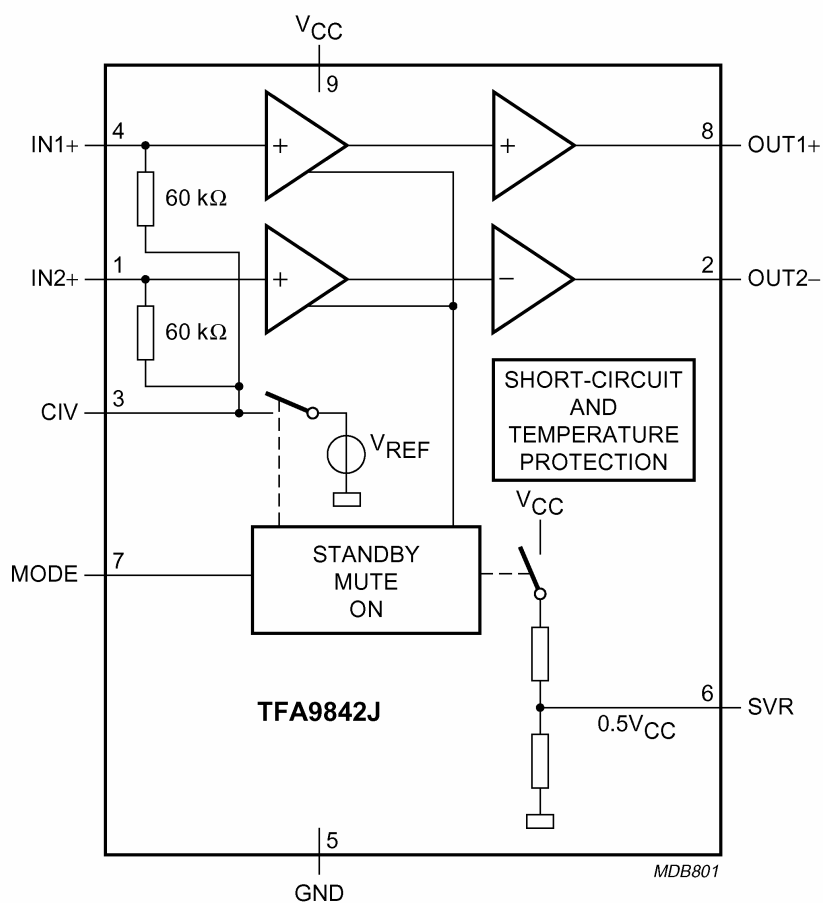 VCC
9
IN1+
4
+
+
8
OUT1+
60 kΩ
IN2+
1
+
−
2
OUT2−
60 kΩ
SHORT-CIRCUIT
AND
TEMPERATURE
PROTECTION
CIV
3
VREF
VCC
MODE
7
STANDBY
MUTE
ON
6
SVR
0.5VCC
TFA9842J
5
GND
MDB801